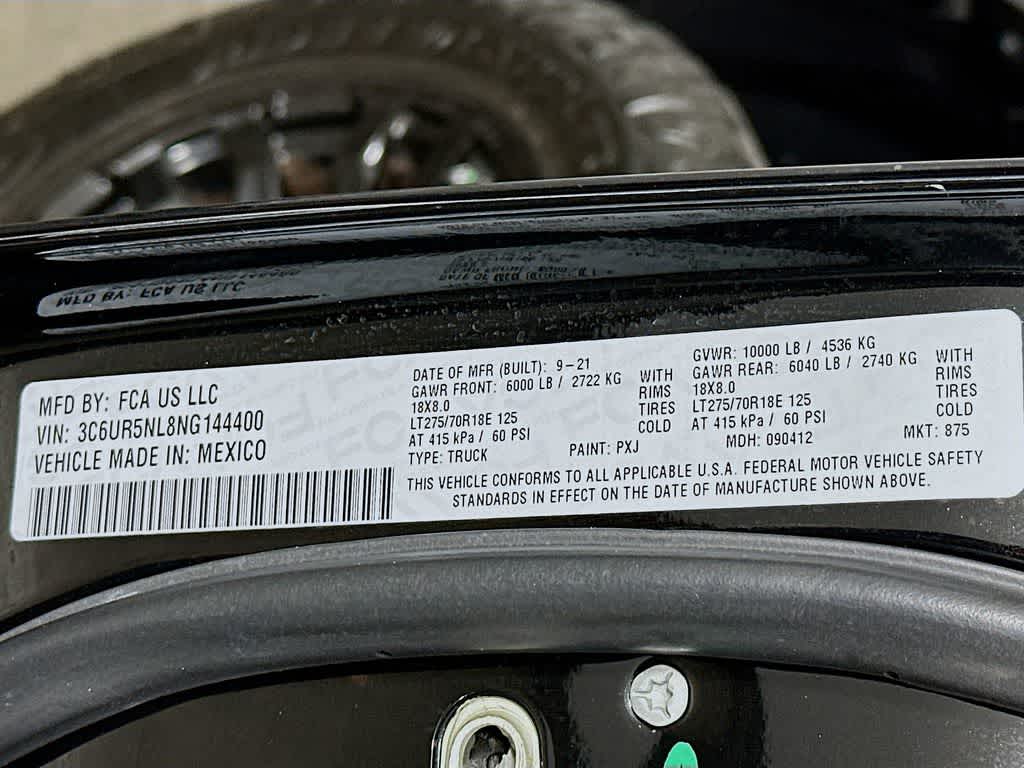 MFD BY: FCA US LLC
VIN: 3C6UR5NL8NG144400
VEHICLE MADE IN: MEXICO
DATE OF MFR (BUILT): 9-21
GAWR FRONT: 6000 LB / 2722 KG WITH
18X8.0 RIMS
LT275/70R18E 125 TIRES
AT 415 kPa / 60 PSI COLD
TYPE: TRUCK PAINT: PXJ
GVWR: 10000 LB / 4536 KG
GAWR REAR: 6040 LB / 2740 KG WITH
18X8.0 RIMS
LT275/70R18E 125 TIRES
AT 415 kPa / 60 PSI COLD
MDH: 090412 MKT: 875
THIS VEHICLE CONFORMS TO ALL APPLICABLE U.S.A. FEDERAL MOTOR VEHICLE SAFETY
STANDARDS IN EFFECT ON THE DATE OF MANUFACTURE SHOWN ABOVE.